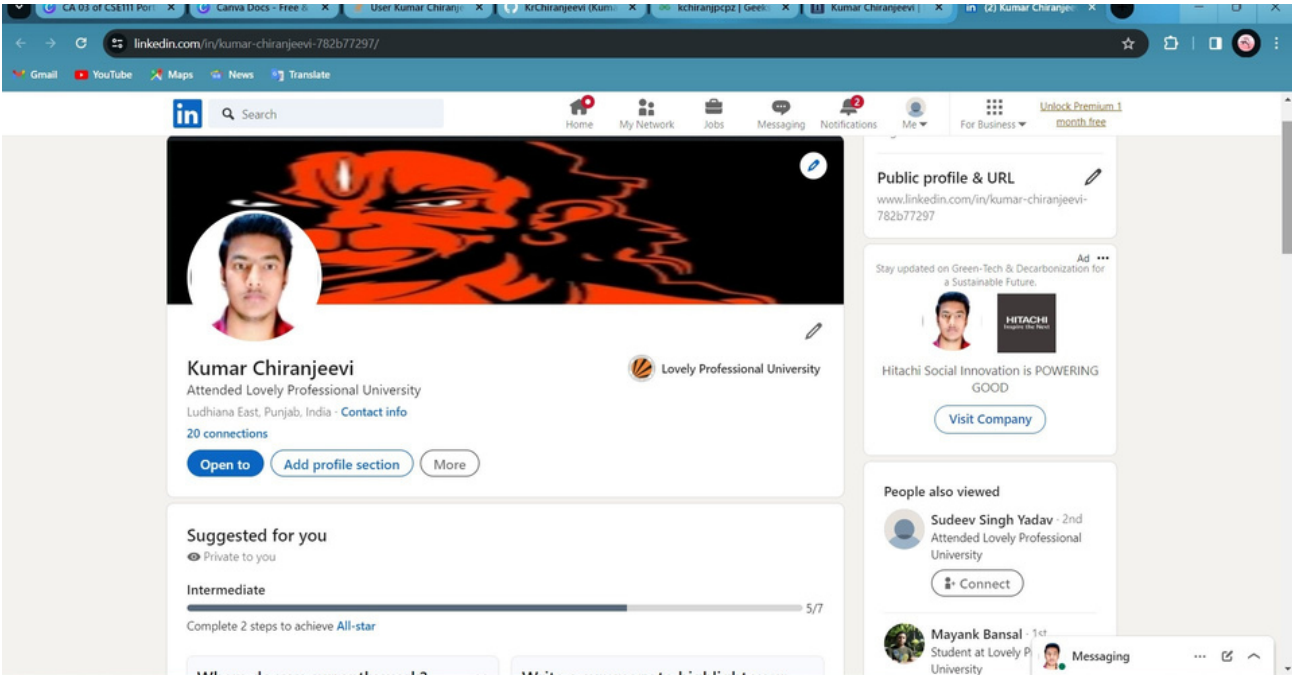 CA 03 of CSE111 Port
Canva Docs - Free &
User Kumar Chiranje
KrChiranjeevi (Kum
kchiranjpcpz | Geek
Kumar Chiranjeevi |
(2) Kumar Chiranjee
linkedin.com/in/kumar-chiranjeevi-782b77297/
Gmail YouTube Maps News Translate
in
Search
Home
My Network
Jobs
Messaging
2
Notifications
Me
For Business
Unlock Premium 1
month free
Kumar Chiranjeevi
Attended Lovely Professional University
Ludhiana East, Punjab, India · Contact info
20 connections
Open to
Add profile section
More
Lovely Professional University
Suggested for you
Private to you
Intermediate
5/7
Complete 2 steps to achieve All-star
Public profile & URL
www.linkedin.com/in/kumar-chiranjeevi-
782b77297
Ad
Stay updated on Green-Tech & Decarbonization for
a Sustainable Future.
HITACHI
Inspire the Next
Hitachi Social Innovation is POWERING
GOOD
Visit Company
People also viewed
Sudeev Singh Yadav · 2nd
Attended Lovely Professional
University
Connect
Mayank Bansal · 1st
Student at Lovely P
University
Messaging